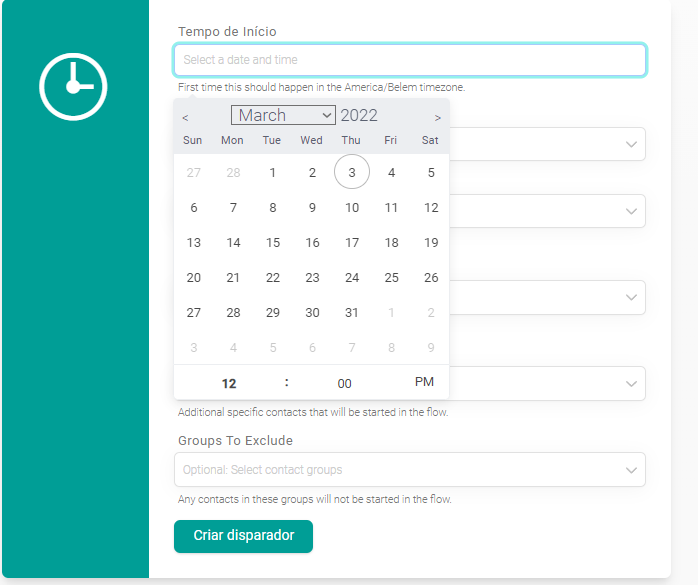 Tempo de Início
Select a date and time
First time this should happen in the America/Belem timezone.
< March 2022 >
Sun Mon Tue Wed Thu Fri Sat
27 28 1 2 3 4 5
6 7 8 9 10 11 12
13 14 15 16 17 18 19
20 21 22 23 24 25 26
27 28 29 30 31 1 2
3 4 5 6 7 8 9
12 : 00 PM
Additional specific contacts that will be started in the flow.
Groups To Exclude
Optional: Select contact groups
Any contacts in these groups will not be started in the flow.
Criar disparador